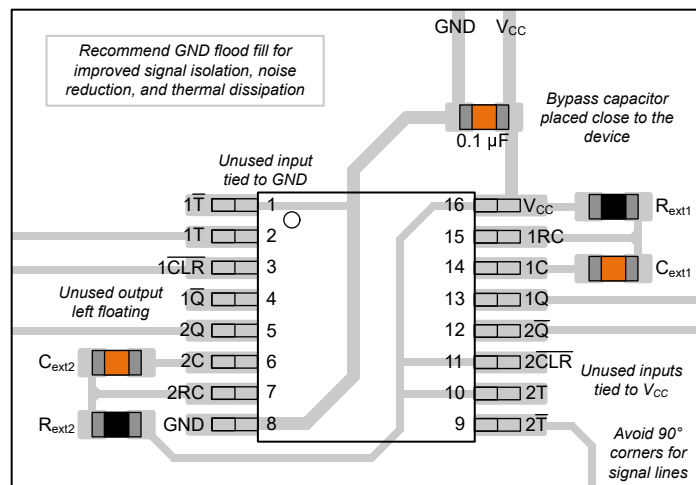 GND VCC
Recommend GND flood fill for
improved signal isolation, noise
reduction, and thermal dissipation
Bypass capacitor
placed close to the
device
0.1 µF
Unused input
tied to GND
1T̅ 1 16 VCC Rext1
1T 2 15 1RC
1C̅L̅R̅ 3 14 1C Cext1
Unused output
left floating
1Q̅ 4 13 1Q
2Q 5 12 2Q̅
Cext2 2C 6 11 2C̅L̅R̅
Unused inputs
tied to VCC
2RC 7 10 2T
Rext2 GND 8 9 2T̅
Avoid 90°
corners for
signal lines